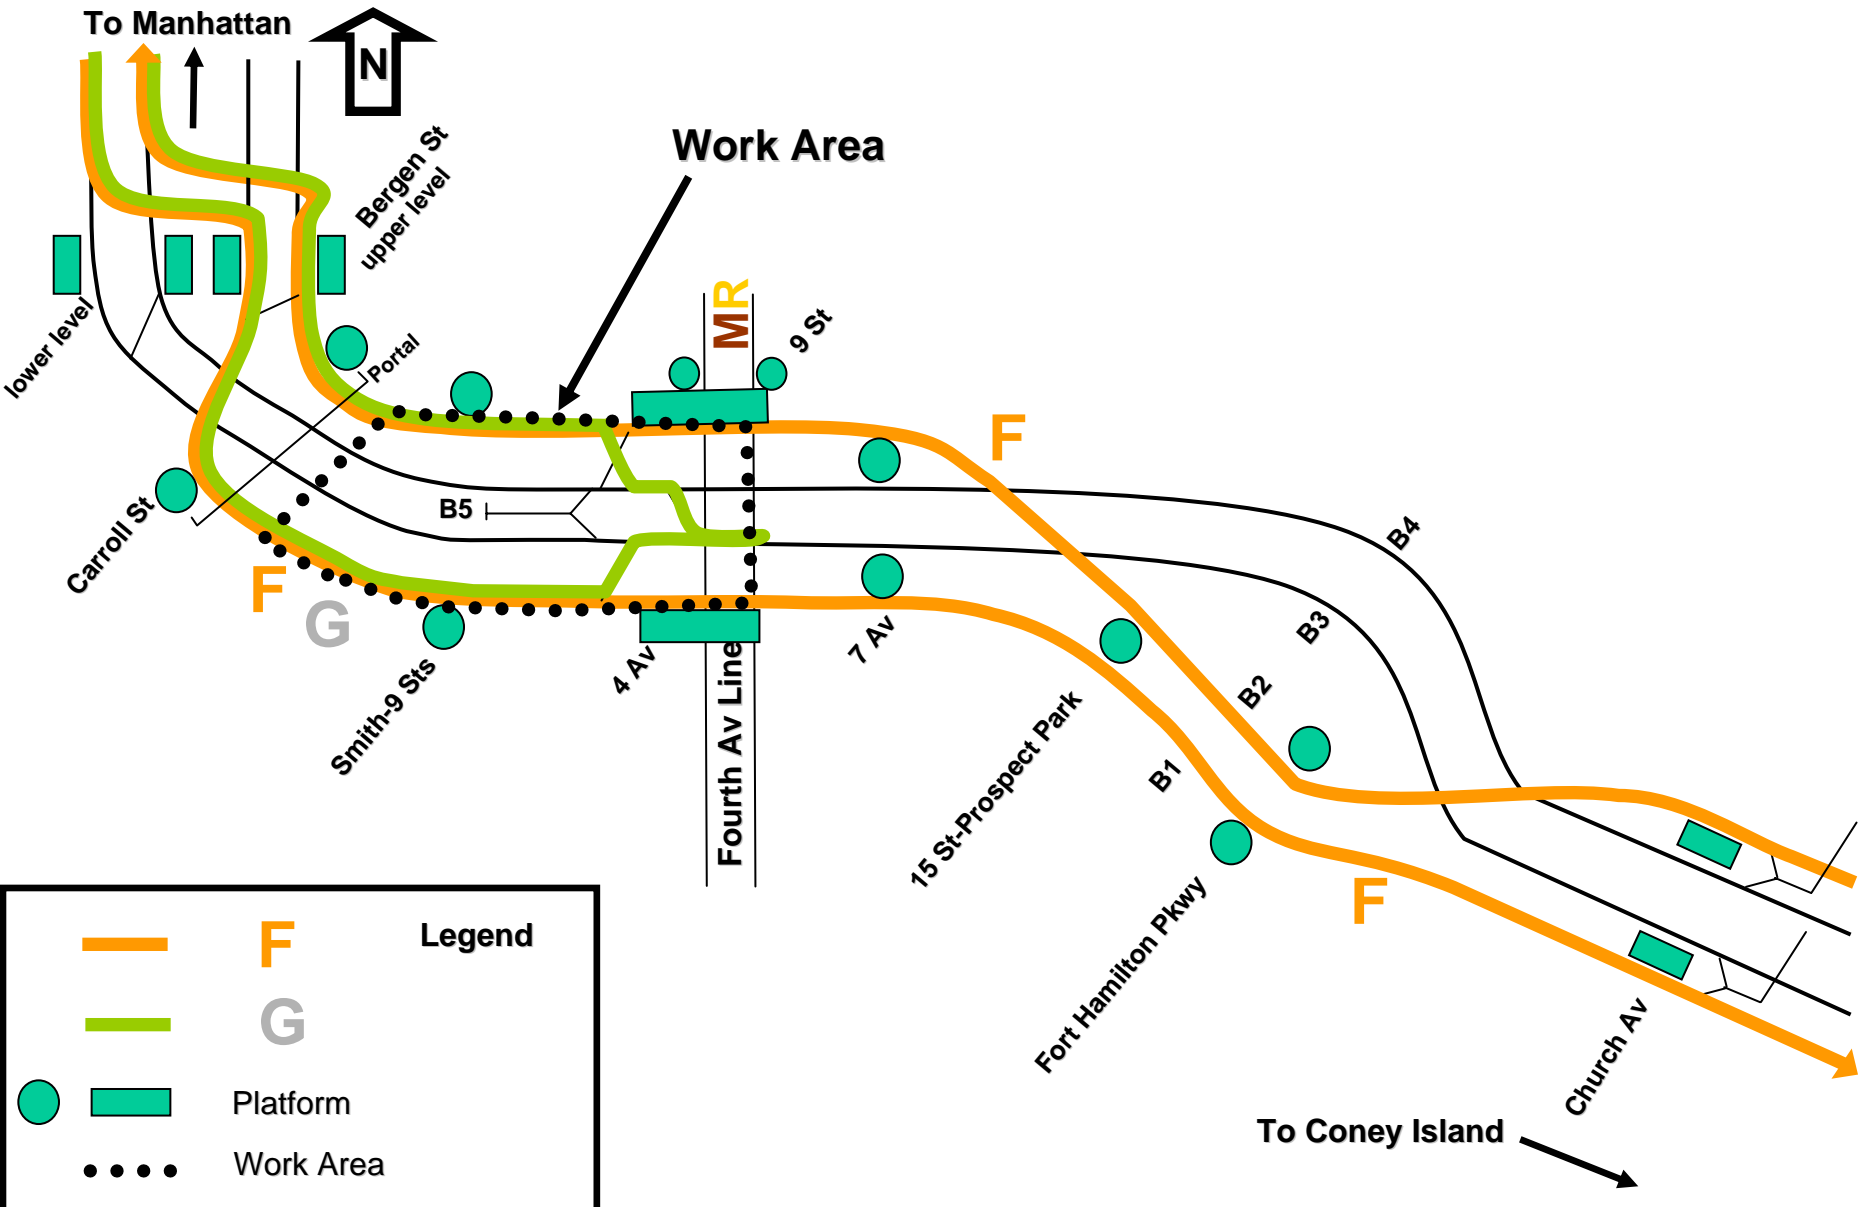 To Manhattan
N
Bergen St
upper level
Work Area
lower level
Portal
M R
9 St
F
Carroll St
B5
F
G
Smith-9 Sts
4 Av
Fourth Av Line
7 Av
B4
B3
B2
B1
15 St-Prospect Park
Fort Hamilton Pkwy
F
Church Av
To Coney Island
Legend
F
G
Platform
Work Area